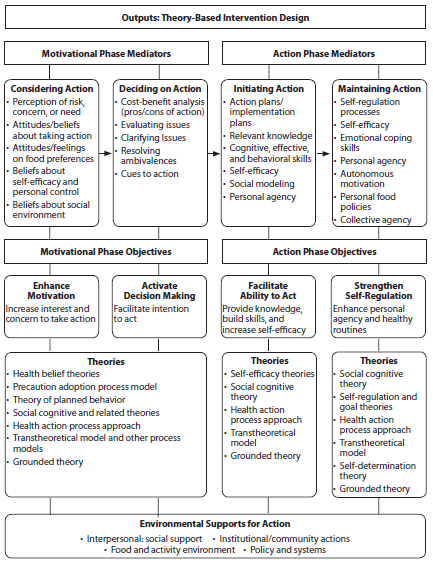 Outputs: Theory-Based Intervention Design
Motivational Phase Mediators
Action Phase Mediators
Considering Action
• Perception of risk,
concern, or need
• Attitudes/beliefs
about taking action
• Attitudes/feelings
on food preferences
• Beliefs about
self-efficacy and
personal control
• Beliefs about social
environment
Deciding on Action
• Cost-benefit analysis
(pros/cons of action)
• Evaluating issues
• Clarifying Issues
• Resolving
ambivalences
• Cues to action
Initiating Action
• Action plans/
implementation
plans
• Relevant knowledge
• Cognitive, effective,
and behavioral skills
• Self-efficacy
• Social modeling
• Personal agency
Maintaining Action
• Self-regulation
processes
• Self-efficacy
• Emotional coping
skills
• Personal agency
• Autonomous
motivation
• Personal food
policies
• Collective agency
Motivational Phase Objectives
Action Phase Objectives
Enhance
Motivation
Increase interest and
concern to take action
Activate
Decision Making
Facilitate intention
to act
Facilitate
Ability to Act
Provide knowledge,
build skills, and
increase self-efficacy
Strengthen
Self-Regulation
Enhance personal
agency and healthy
routines
Theories
• Health belief theories
• Precaution adoption process model
• Theory of planned behavior
• Social cognitive and related theories
• Health action process approach
• Transtheoretical model and other process
models
• Grounded theory
Theories
• Self-efficacy theories
• Social cognitive
theory
• Health action
process approach
• Transtheoretical
model
• Grounded theory
Theories
• Social cognitive
theory
• Self-regulation and
goal theories
• Health action
process approach
• Transtheoretical
model
• Self-determination
theory
• Grounded theory
Environmental Supports for Action
• Interpersonal: social support • Institutional/community actions
• Food and activity environment • Policy and systems